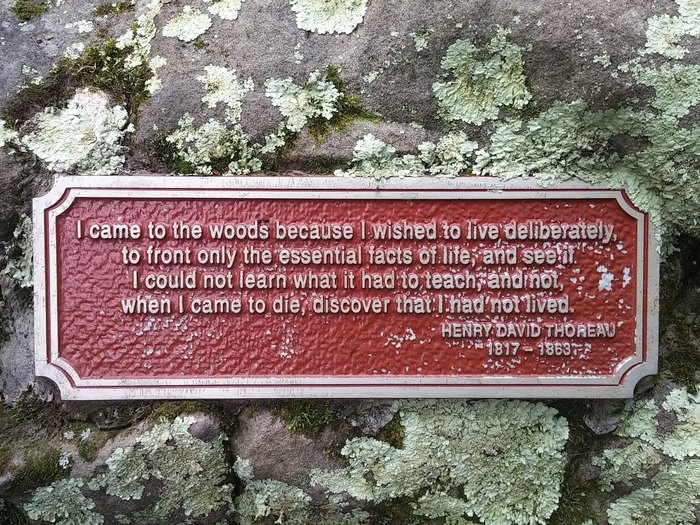 I came to the woods because I wished to live deliberately,
to front only the essential facts of life, and see if
I could not learn what it had to teach, and not,
when I came to die, discover that I had not lived.
HENRY DAVID THOREAU
1817 - 1863